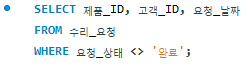 SELECT 제품_ID, 고객_ID, 요청_날짜
FROM 수리_요청
WHERE 요청_상태 <> '완료';